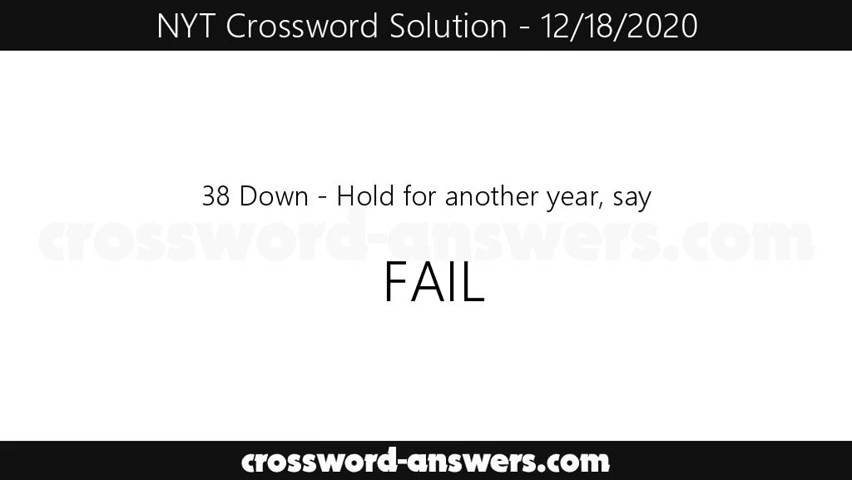 NYT Crossword Solution - 12/18/2020
38 Down - Hold for another year, say
crossword-answers.com
FAIL
crossword-answers.com